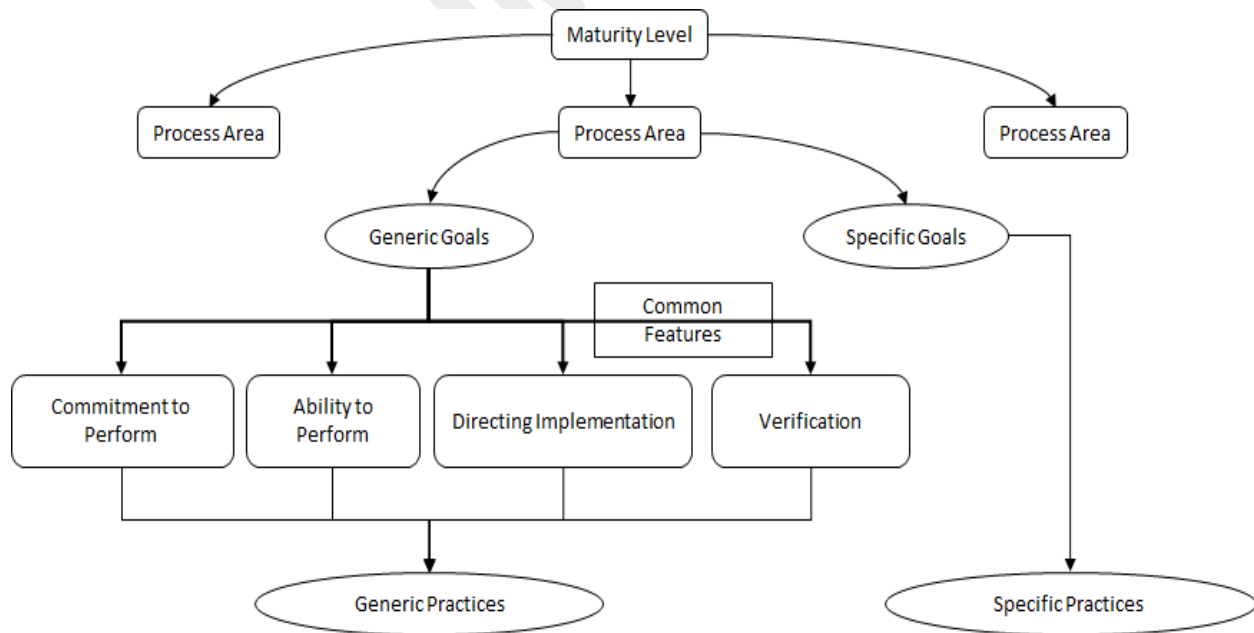 Maturity Level
Process Area
Process Area
Process Area
Generic Goals
Specific Goals
Common
Features
Commitment to
Perform
Ability to
Perform
Directing Implementation
Verification
Generic Practices
Specific Practices